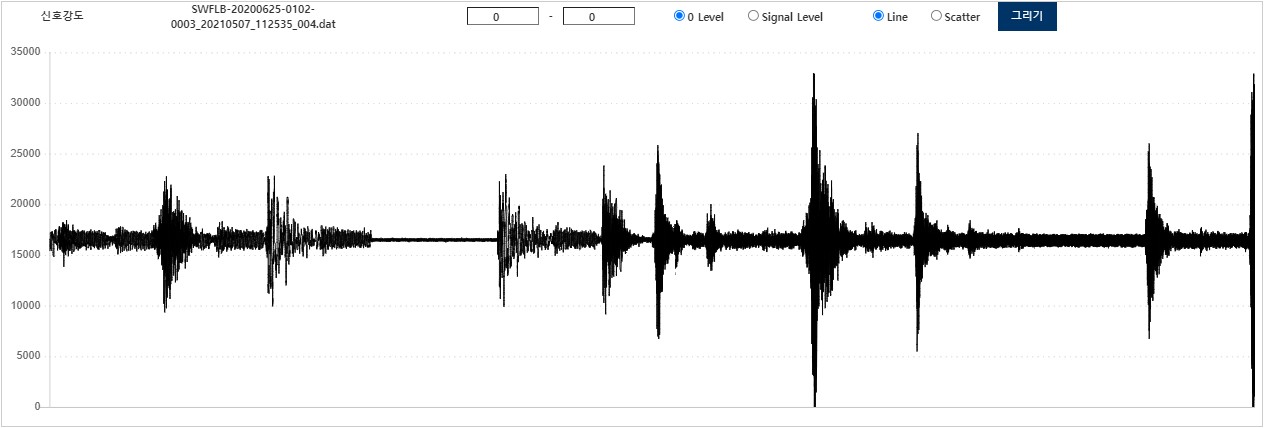 신호강도
SWFLB-20200625-0102-
0003_20210507_112535_004.dat
0 - 0
0 Level Signal Level
Line Scatter
그리기
35000
30000
25000
20000
15000
10000
5000
0